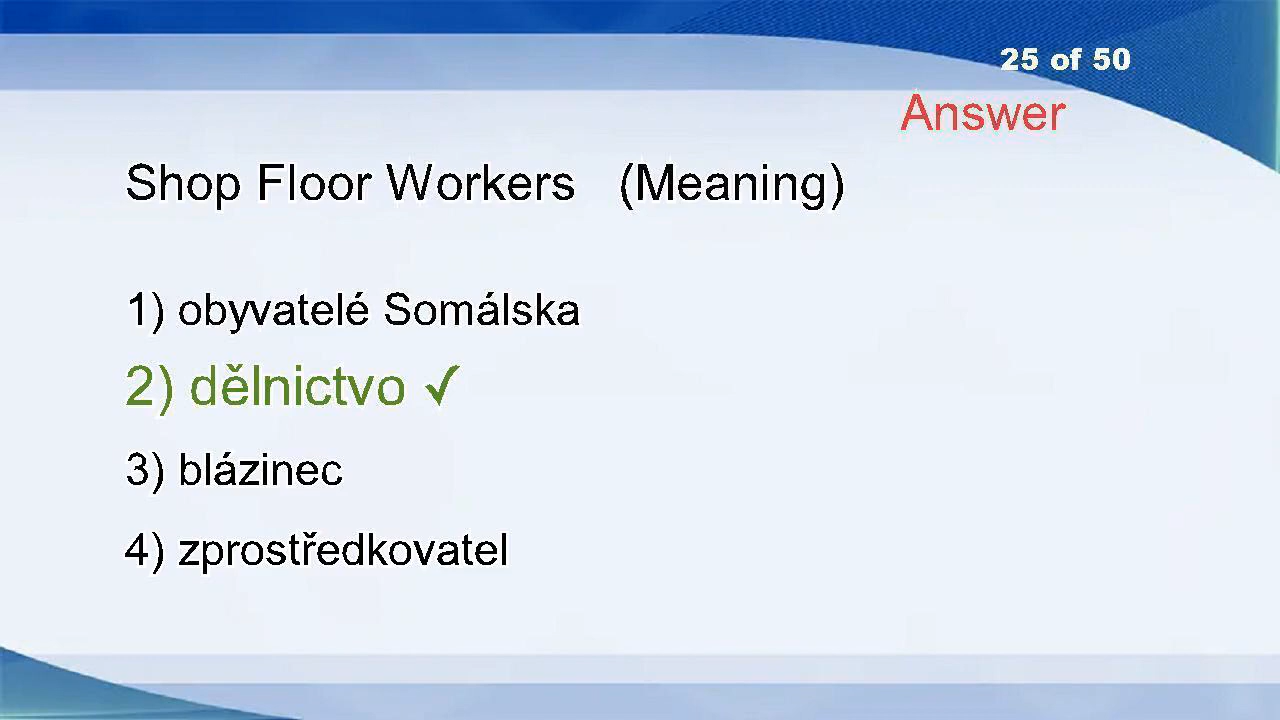 25 of 50
Answer
Shop Floor Workers (Meaning)
1) obyvatelé Somálska
2) dělnictvo ✓
3) blázinec
4) zprostředkovatel